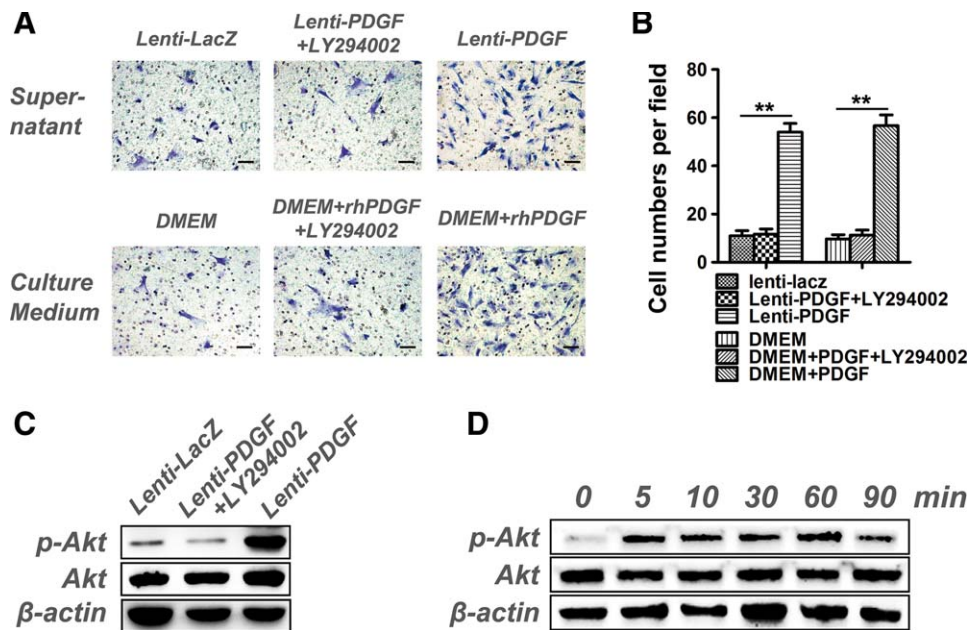 A
Lenti-LacZ
Lenti-PDGF
+LY294002
Lenti-PDGF
Super-
natant
DMEM
DMEM+rhPDGF
+LY294002
DMEM+rhPDGF
Culture
Medium
B
Cell numbers per field
80
60
40
20
0
**
**
lenti-lacz
Lenti-PDGF+LY294002
Lenti-PDGF
DMEM
DMEM+PDGF+LY294002
DMEM+PDGF
C
Lenti-LacZ
Lenti-PDGF
+LY294002
Lenti-PDGF
p-Akt
Akt
β-actin
D
0 5 10 30 60 90 min
p-Akt
Akt
β-actin